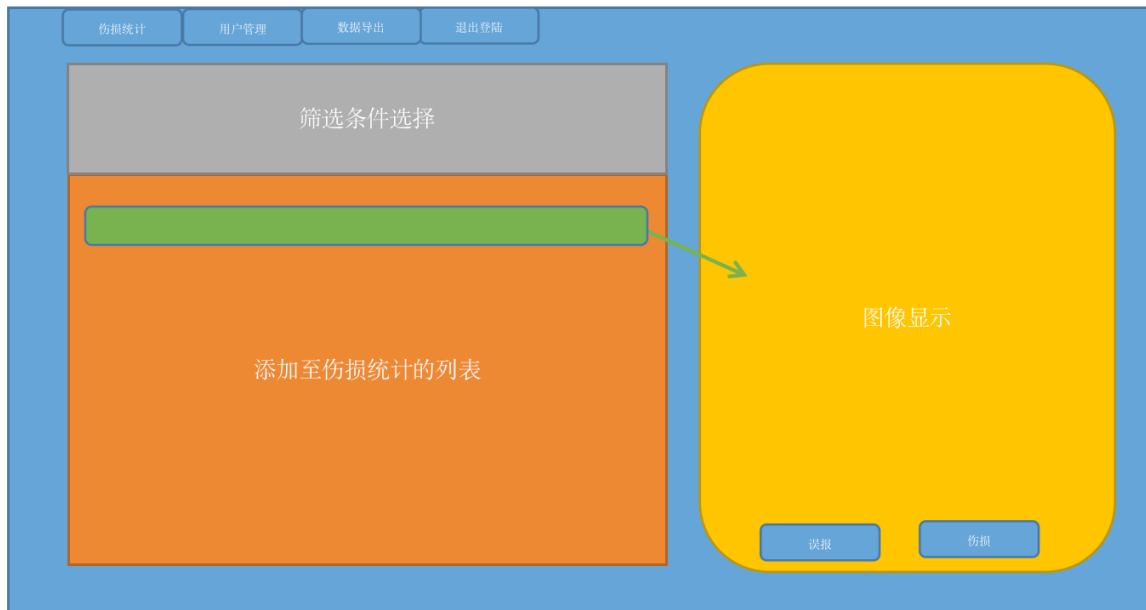 伤损统计
用户管理
数据导出
退出登陆
筛选条件选择
添加至伤损统计的列表
图像显示
误报
伤损